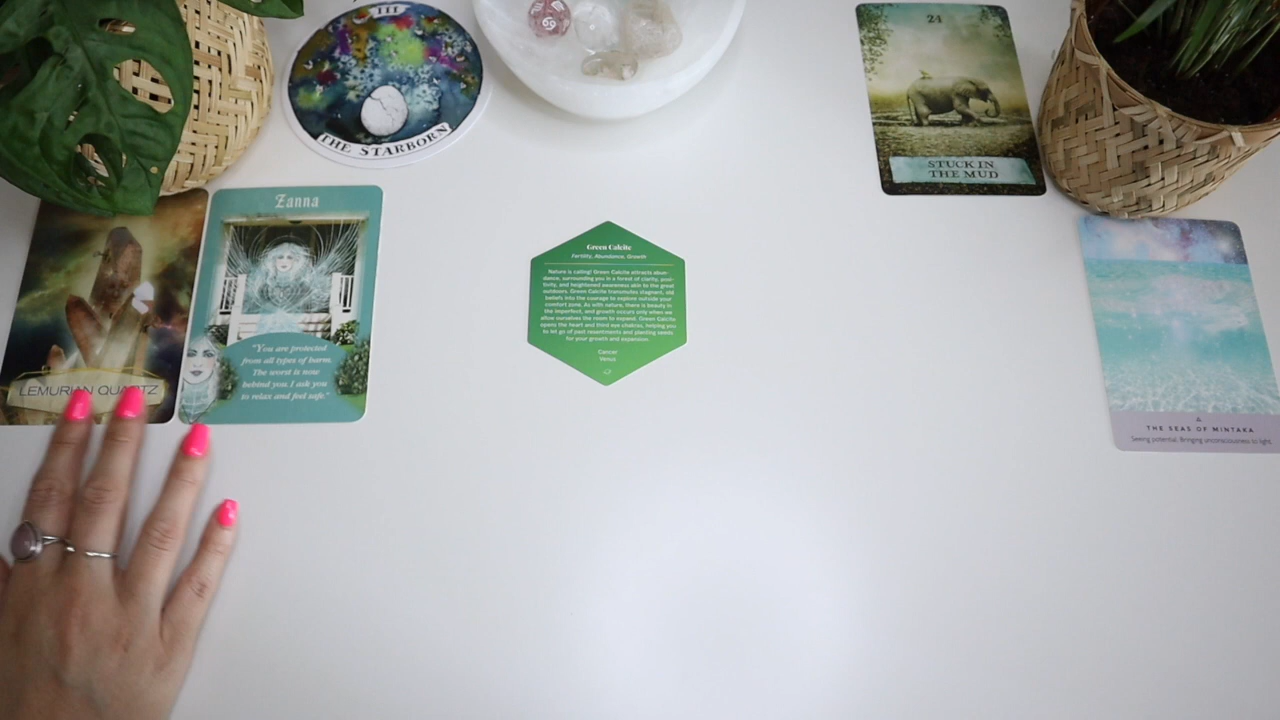 III
THE STARBORN
24
STUCK IN
THE MUD
Zanna
"You are protected
from all types of harm.
The worst is now
behind you. I ask you
to relax and feel safe."
LEMURIAN QUARTZ
Green Calcite
Fertility, Abundance, Growth
Nature is calling! Green Calcite attracts abun-
dance, surrounding you in a forest of clarity, posi-
tivity, and heightened awareness able to the great
outdoors. Green Calcite transmutes stagnant, old
beliefs into the courage to explore outside your
comfort zone. As with nature, there is beauty in
the imperfect, and growth occurs only when we
allow ourselves the room to expand. Green Calcite
opens the heart and third eye chakras, helping you
to let go of past resentments and planting seeds
for your growth and expansion.
Cancer
Venus
THE SEAS OF MINTAKA
Seeing potential. Bringing unconsciousness to light.